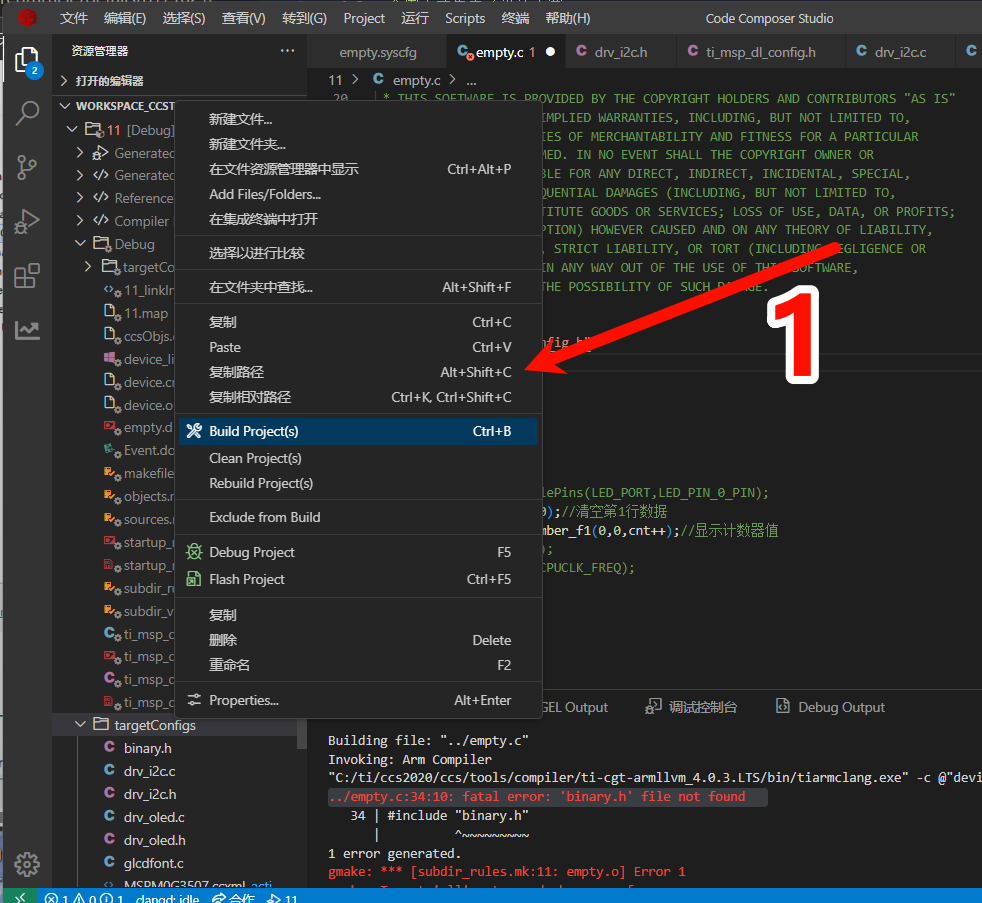 文件 编辑(E) 选择(S) 查看(V) 转到(G) Project 运行 Scripts 终端 帮助(H) Code Composer Studio
资源管理器 ...
empty.syscfg empty.c 1 drv_i2c.h ti_msp_dl_config.h drv_i2c.c
2
打开的编辑器
11 > empty.c > ...
WORKSPACE_CCST
20 * THIS SOFTWARE IS PROVIDED BY THE COPYRIGHT HOLDERS AND CONTRIBUTORS "AS IS"
IMPLIED WARRANTIES, INCLUDING, BUT NOT LIMITED TO,
IES OF MERCHANTABILITY AND FITNESS FOR A PARTICULAR
MED. IN NO EVENT SHALL THE COPYRIGHT OWNER OR
BLE FOR ANY DIRECT, INDIRECT, INCIDENTAL, SPECIAL,
QUENTIAL DAMAGES (INCLUDING, BUT NOT LIMITED TO,
TITUTE GOODS OR SERVICES; LOSS OF USE, DATA, OR PROFITS;
PTION) HOWEVER CAUSED AND ON ANY THEORY OF LIABILITY,
STRICT LIABILITY, OR TORT (INCLUDING NEGLIGENCE OR
IN ANY WAY OUT OF THE USE OF THIS SOFTWARE,
THE POSSIBILITY OF SUCH DAMAGE.
nfig.h"
lePins(LED_PORT,LED_PIN_0_PIN);
0);//清空第1行数据
mber_f1(0,0,cnt++);//显示计数器值
);
CPUCLK_FREQ);
1
11 [Debug]
Generated
Generated
Reference
Compiler
Debug
targetCo
11_linkIn
11.map
ccsObjs.
device_li
device.c
device.o
empty.d
Event.do
makefile
objects.
sources.
startup_
startup_
subdir_ru
subdir_v
ti_msp_d
ti_msp_d
ti_msp_d
ti_msp_d
targetConfigs
binary.h
drv_i2c.c
drv_i2c.h
drv_oled.c
drv_oled.h
glcdfont.c
MSPM0G3507.ccxml acti
新建文件...
新建文件夹...
在文件资源管理器中显示 Ctrl+Alt+P
Add Files/Folders...
在集成终端中打开
选择以进行比较
在文件夹中查找... Alt+Shift+F
复制 Ctrl+C
Paste Ctrl+V
复制路径 Alt+Shift+C
复制相对路径 Ctrl+K, Ctrl+Shift+C
Build Project(s) Ctrl+B
Clean Project(s)
Rebuild Project(s)
Exclude from Build
Debug Project F5
Flash Project Ctrl+F5
复制
删除 Delete
重命名 F2
Properties... Alt+Enter
GEL Output 调试控制台 Debug Output
Building file: "../empty.c"
Invoking: Arm Compiler
"C:/ti/ccs2020/ccs/tools/compiler/ti-cgt-armllvm_4.0.3.LTS/bin/tiarmclang.exe" -c @"devi
../empty.c:34:10: fatal error: 'binary.h' file not found
34 | #include "binary.h"
| ^~~~~~~~~~
1 error generated.
gmake: *** [subdir_rules.mk:11: empty.o] Error 1
1 0 1 clangd: idle 合作 11